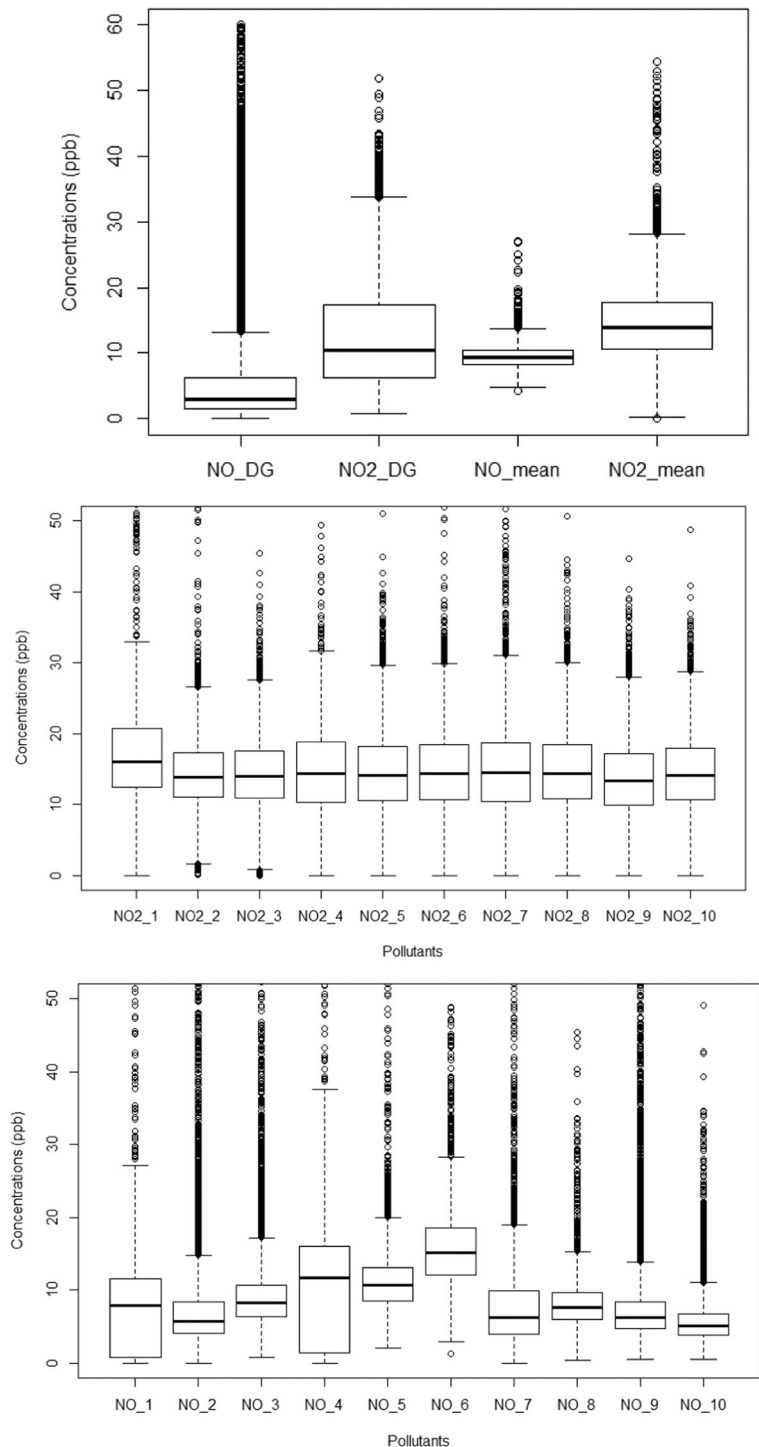 Concentrations (ppb)
60
50
40
30
20
10
0
NO_DG NO2_DG NO_mean NO2_mean
Concentrations (ppb)
50
40
30
20
10
0
NO2_1 NO2_2 NO2_3 NO2_4 NO2_5 NO2_6 NO2_7 NO2_8 NO2_9 NO2_10
Pollutants
Concentrations (ppb)
50
40
30
20
10
0
NO_1 NO_2 NO_3 NO_4 NO_5 NO_6 NO_7 NO_8 NO_9 NO_10
Pollutants